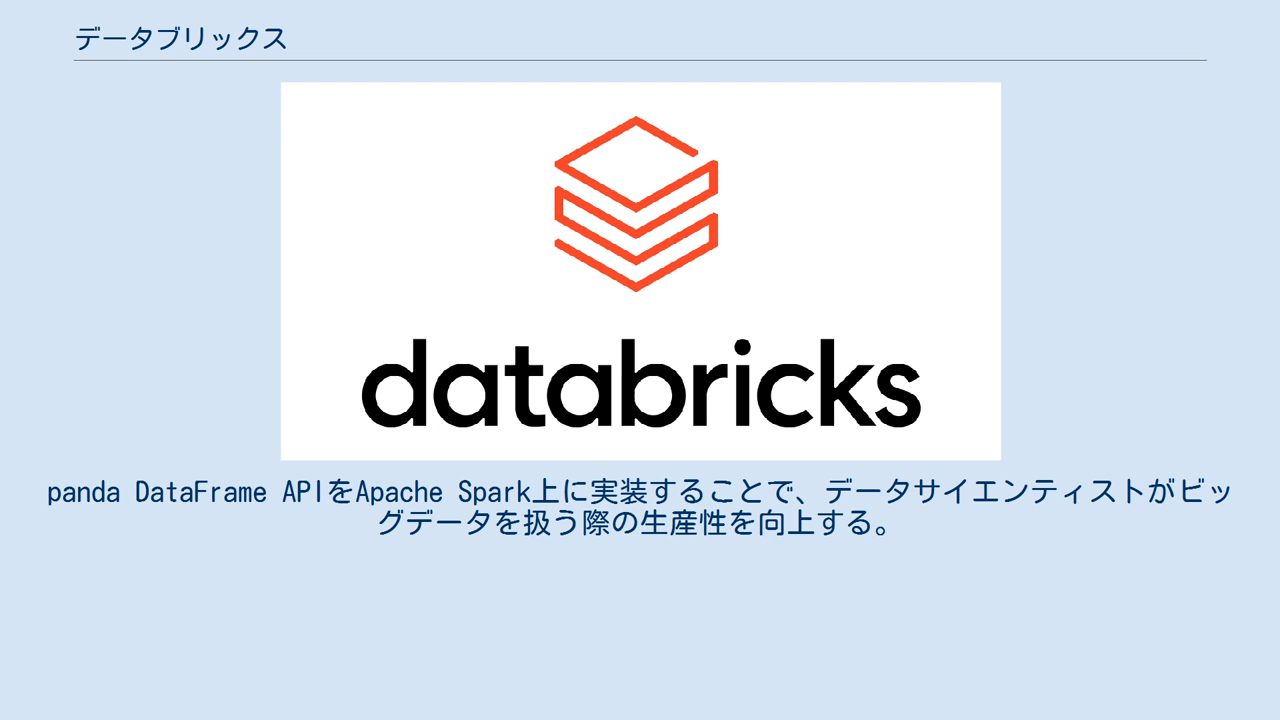 データブリックス
databricks
panda DataFrame APIをApache Spark上に実装することで、データサイエンティストがビッ
グデータを扱う際の生産性を向上する。